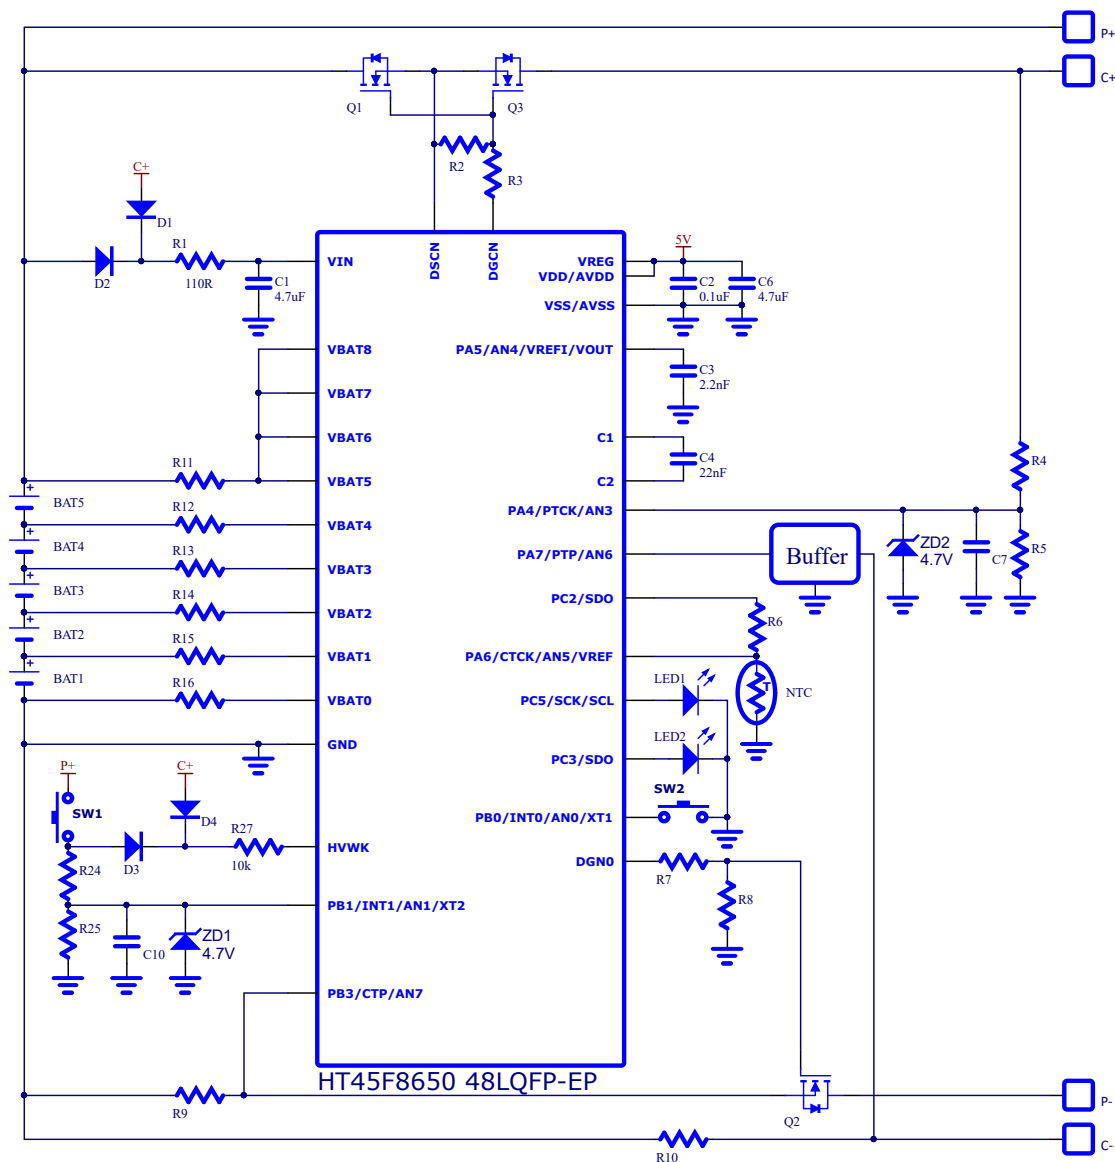 P+
C+
Q1
Q3
R2
R3
C+
D1
D2
R1
110R
C1
4.7uF
VIN
DSCN
DGCN
VREG
VDD/AVDD
VSS/AVSS
5V
C2
0.1uF
C6
4.7uF
VBAT8
PA5/AN4/VREFI/VOUT
C3
2.2nF
VBAT7
VBAT6
C1
C4
22nF
R4
R11
VBAT5
C2
BAT5
R12
VBAT4
PA4/PTCK/AN3
BAT4
R13
VBAT3
PA7/PTP/AN6
Buffer
ZD2
4.7V
C7
R5
BAT3
R14
VBAT2
PC2/SDO
R6
BAT2
R15
VBAT1
PA6/CTCK/AN5/VREF
BAT1
R16
VBAT0
PC5/SCK/SCL
LED1
T
NTC
GND
PC3/SDO
LED2
P+
SW1
C+
D4
D3
R27
10k
HVWK
PB0/INT0/AN0/XT1
SW2
R24
DGN0
R7
R8
R25
PB1/INT1/AN1/XT2
C10
ZD1
4.7V
PB3/CTP/AN7
HT45F8650 48LQFP-EP
R9
Q2
P-
R10
C-
+
+
+
+
+